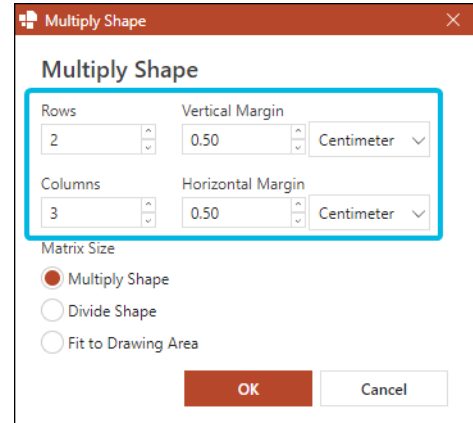 Multiply Shape
Multiply Shape
Rows Vertical Margin
2 0.50 Centimeter
Columns Horizontal Margin
3 0.50 Centimeter
Matrix Size
Multiply Shape
Divide Shape
Fit to Drawing Area
OK Cancel